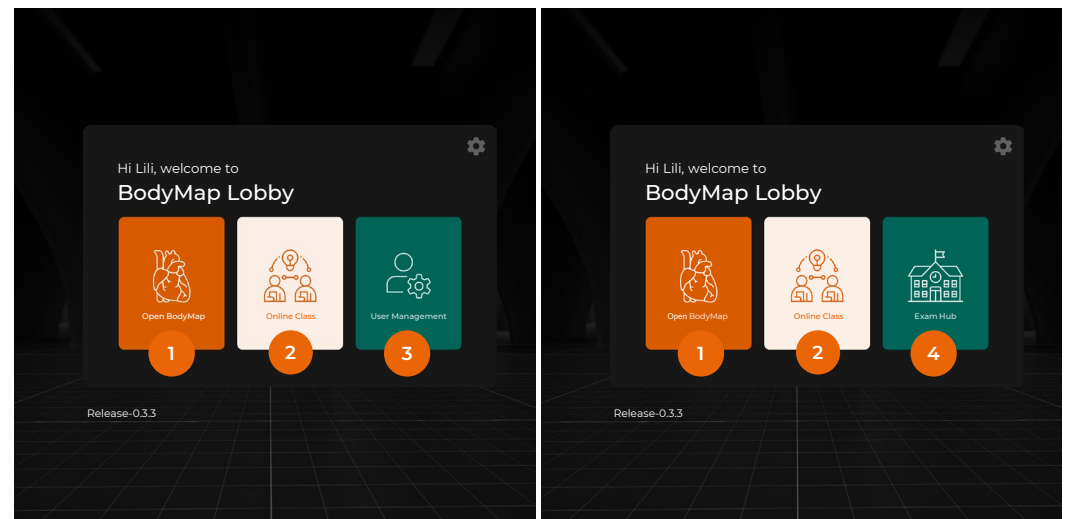 Hi Lili, welcome to
BodyMap Lobby
Open BodyMap
Online Class
User Management
1
2
3
Release-0.3.3
Hi Lili, welcome to
BodyMap Lobby
Open BodyMap
Online Class
Exam Hub
1
2
4
Release-0.3.3